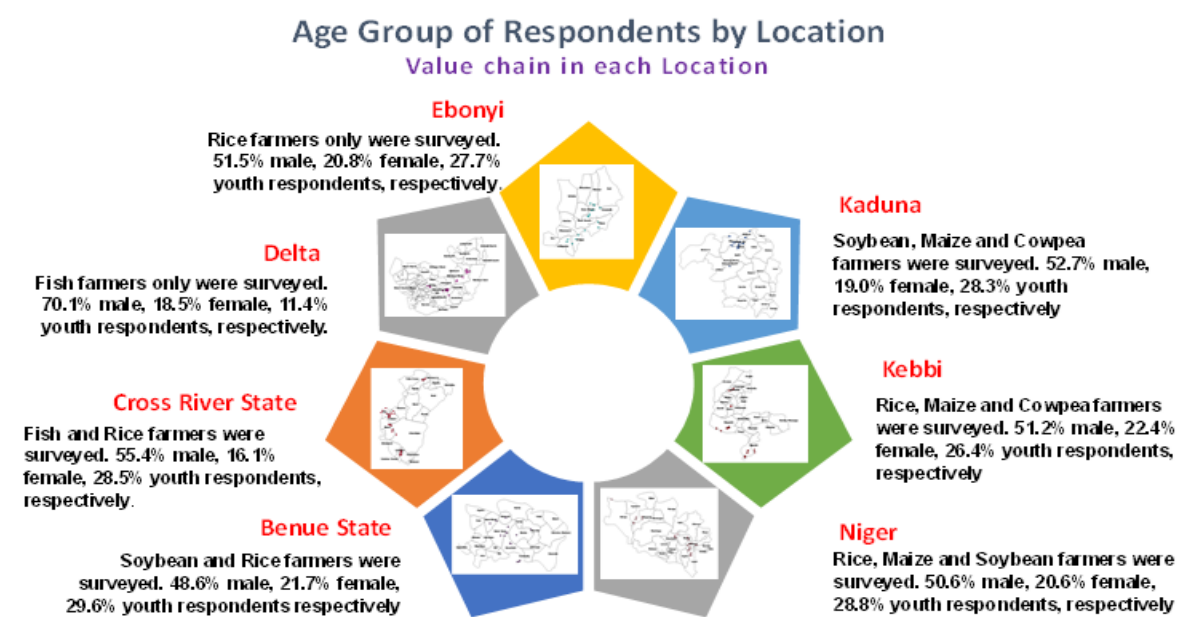 Age Group of Respondents by Location
Value chain in each Location
Ebonyi
Rice farmers only were surveyed.
51.5% male, 20.8% female, 27.7%
youth respondents, respectively.
Kaduna
Soybean, Maize and Cowpea
farmers were surveyed. 52.7% male,
19.0% female, 28.3% youth
respondents, respectively
Delta
Fish farmers only were surveyed.
70.1% male, 18.5% female, 11.4%
youth respondents, respectively.
Kebbi
Rice, Maize and Cowpea farmers
were surveyed. 51.2% male, 22.4%
female, 26.4% youth respondents,
respectively
Cross River State
Fish and Rice farmers were
surveyed. 55.4% male, 16.1%
female, 28.5% youth respondents,
respectively.
Benue State
Soybean and Rice farmers were
surveyed. 48.6% male, 21.7% female,
29.6% youth respondents respectively
Niger
Rice, Maize and Soybean farmers were
surveyed. 50.6% male, 20.6% female,
28.8% youth respondents, respectively